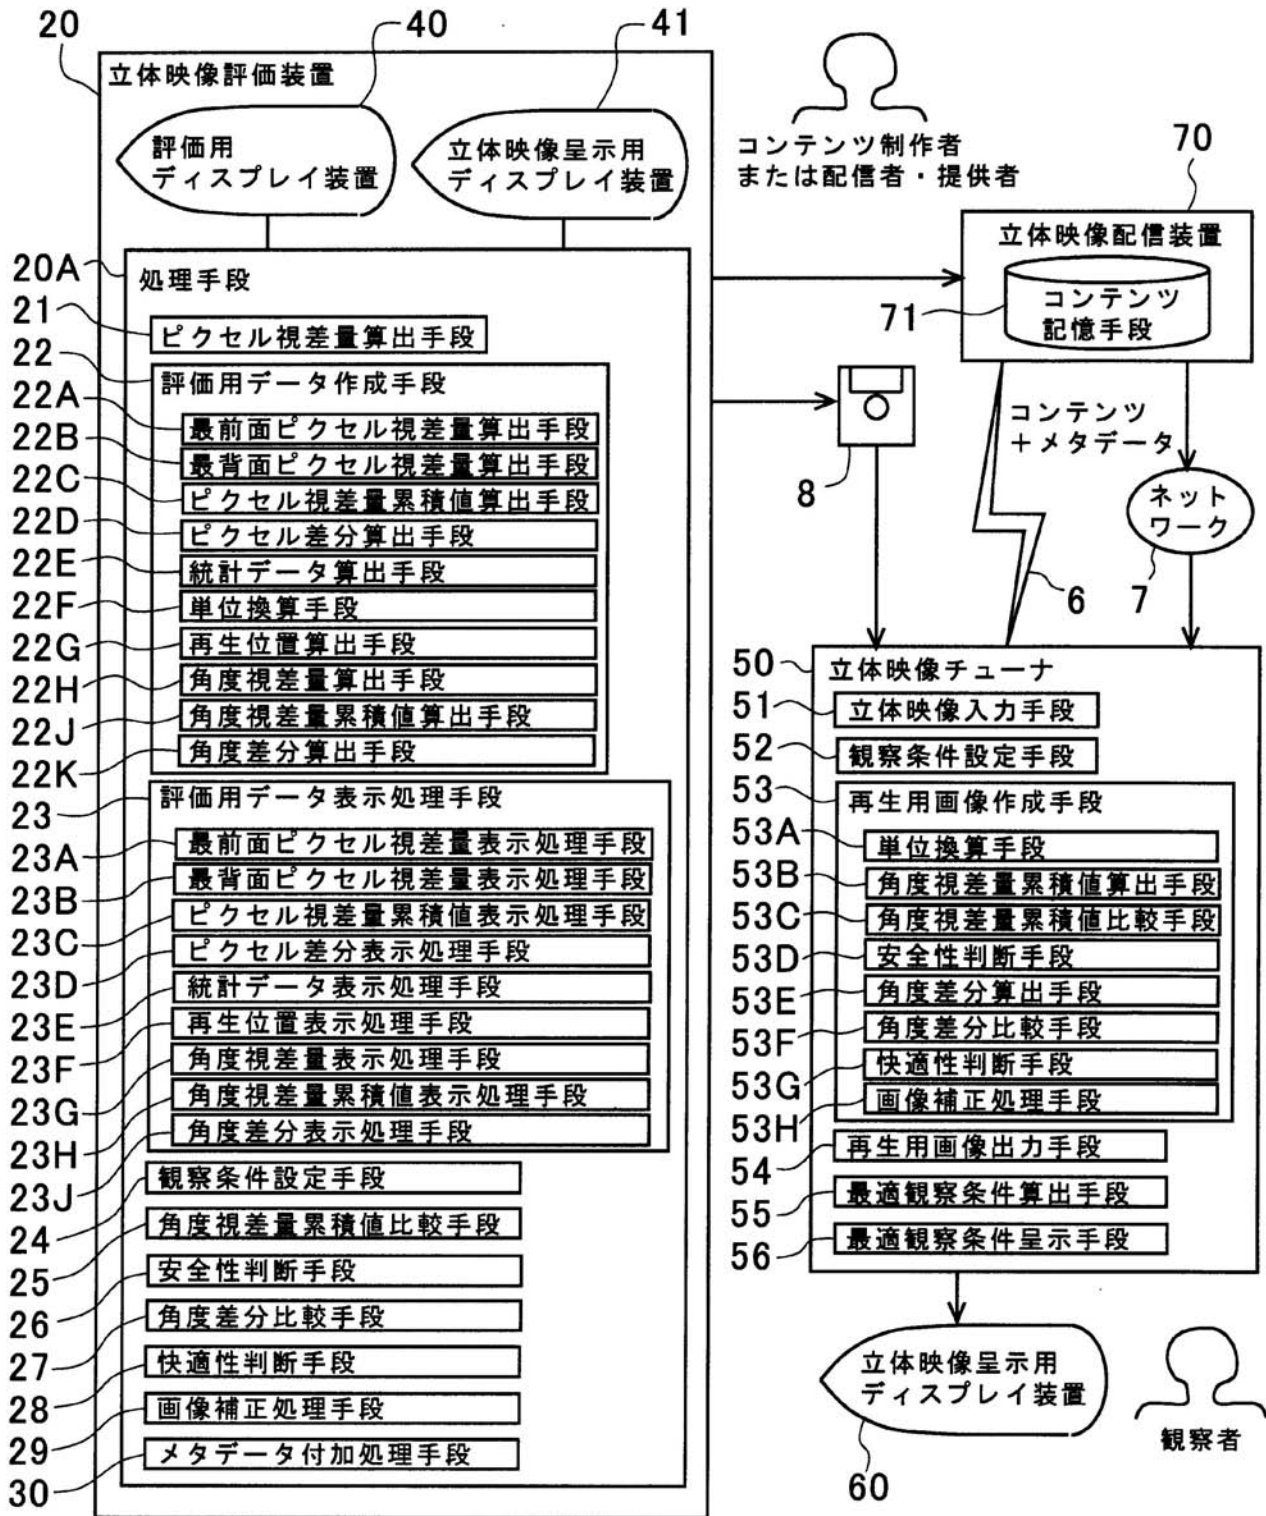 20
40
41
立体映像評価装置
評価用
ディスプレイ装置
立体映像呈示用
ディスプレイ装置
コンテンツ制作者
または配信者・提供者
70
立体映像配信装置
71
コンテンツ
記憶手段
20A
処理手段
21
ピクセル視差量算出手段
22
評価用データ作成手段
22A
最前面ピクセル視差量算出手段
22B
最背面ピクセル視差量算出手段
22C
ピクセル視差量累積値算出手段
22D
ピクセル差分算出手段
22E
統計データ算出手段
22F
単位換算手段
22G
再生位置算出手段
22H
角度視差量算出手段
22J
角度視差量累積値算出手段
22K
角度差分算出手段
23
評価用データ表示処理手段
23A
最前面ピクセル視差量表示処理手段
23B
最背面ピクセル視差量表示処理手段
23C
ピクセル視差量累積値表示処理手段
23D
ピクセル差分表示処理手段
23E
統計データ表示処理手段
23F
再生位置表示処理手段
23G
角度視差量表示処理手段
23H
角度視差量累積値表示処理手段
23J
角度差分表示処理手段
24
観察条件設定手段
25
角度視差量累積値比較手段
26
安全性判断手段
27
角度差分比較手段
28
快適性判断手段
29
画像補正処理手段
30
メタデータ付加処理手段
8
コンテンツ
+メタデータ
ネット
ワーク
6
7
50
立体映像チューナ
51
立体映像入力手段
52
観察条件設定手段
53
再生用画像作成手段
53A
単位換算手段
53B
角度視差量累積値算出手段
53C
角度視差量累積値比較手段
53D
安全性判断手段
53E
角度差分算出手段
53F
角度差分比較手段
53G
快適性判断手段
53H
画像補正処理手段
54
再生用画像出力手段
55
最適観察条件算出手段
56
最適観察条件呈示手段
立体映像呈示用
ディスプレイ装置
60
観察者